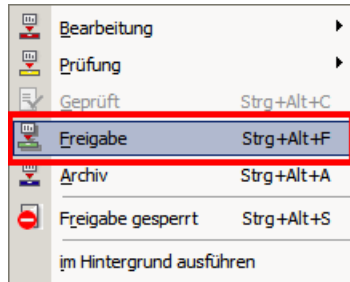 Bearbeitung
Prüfung
Geprüft Strg+Alt+C
Freigabe Strg+Alt+F
Archiv Strg+Alt+A
Freigabe gesperrt Strg+Alt+S
im Hintergrund ausführen